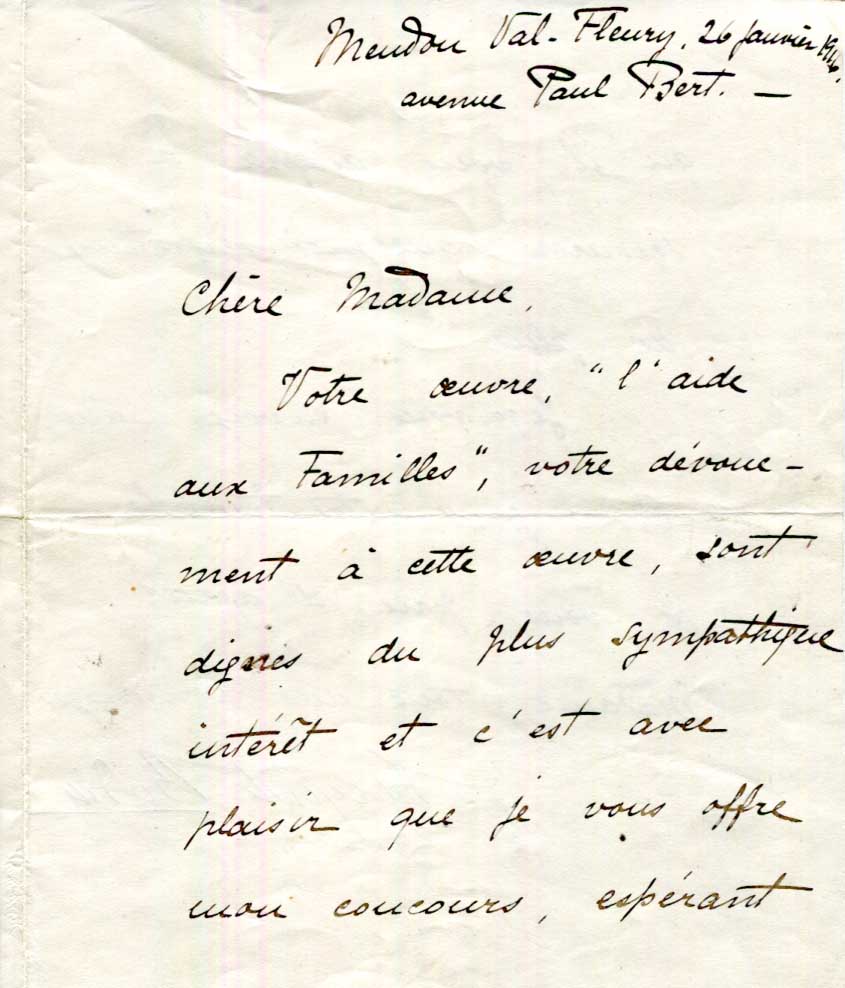 Meudon Val-Fleury, 26 janvier
avenue Paul Bert. —
Chère Madame,
Votre œuvre, "l'aide
aux Familles", votre dévoue-
ment à cette œuvre, sont
dignes du plus sympathique
intérêt et c'est avec
plaisir que je vous offre
mon concours, espérant